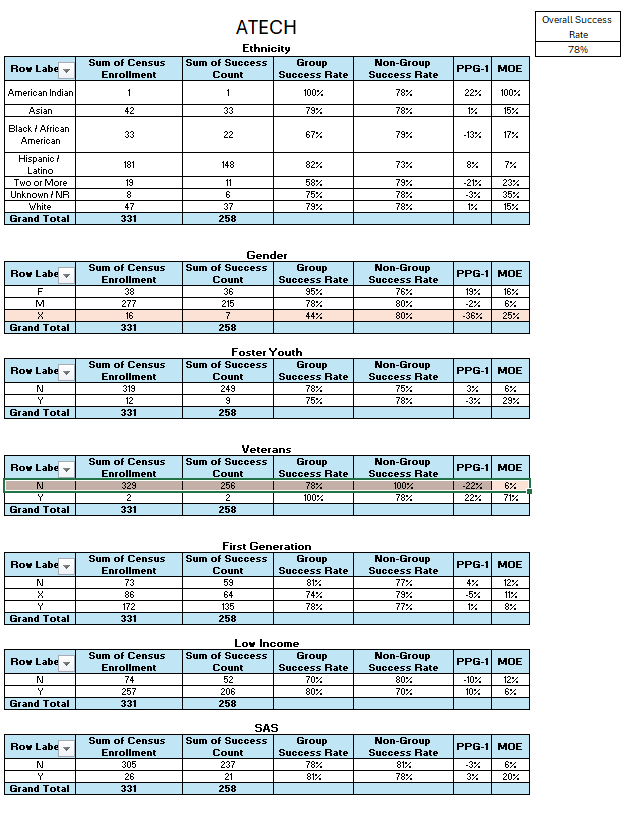 ATECH
Overall Success
Rate
78%
Ethnicity
Row Labe Sum of Census Enrollment Sum of Success Count Group Success Rate Non-Group Success Rate PPG-1 MOE
American Indian 1 1 100% 78% 22% 100%
Asian 42 33 79% 78% 1% 15%
Black / African American 33 22 67% 79% -13% 17%
Hispanic / Latino 181 148 82% 73% 8% 7%
Two or More 19 11 58% 79% -21% 23%
Unknown / NR 8 6 75% 78% -3% 35%
White 47 37 79% 78% 1% 15%
Grand Total 331 258
Gender
Row Labe Sum of Census Enrollment Sum of Success Count Group Success Rate Non-Group Success Rate PPG-1 MOE
F 38 36 95% 76% 19% 16%
M 277 215 78% 80% -2% 6%
X 16 7 44% 80% -36% 25%
Grand Total 331 258
Foster Youth
Row Labe Sum of Census Enrollment Sum of Success Count Group Success Rate Non-Group Success Rate PPG-1 MOE
N 319 249 78% 75% 3% 6%
Y 12 9 75% 78% -3% 29%
Grand Total 331 258
Veterans
Row Labe Sum of Census Enrollment Sum of Success Count Group Success Rate Non-Group Success Rate PPG-1 MOE
N 329 256 78% 100% -22% 6%
Y 2 2 100% 78% 22% 71%
Grand Total 331 258
First Generation
Row Labe Sum of Census Enrollment Sum of Success Count Group Success Rate Non-Group Success Rate PPG-1 MOE
N 73 59 81% 77% 4% 12%
X 86 64 74% 79% -5% 11%
Y 172 135 78% 77% 1% 8%
Grand Total 331 258
Low Income
Row Labe Sum of Census Enrollment Sum of Success Count Group Success Rate Non-Group Success Rate PPG-1 MOE
N 74 52 70% 80% -10% 12%
Y 257 206 80% 70% 10% 6%
Grand Total 331 258
SAS
Row Labe Sum of Census Enrollment Sum of Success Count Group Success Rate Non-Group Success Rate PPG-1 MOE
N 305 237 78% 81% -3% 6%
Y 26 21 81% 78% 3% 20%
Grand Total 331 258